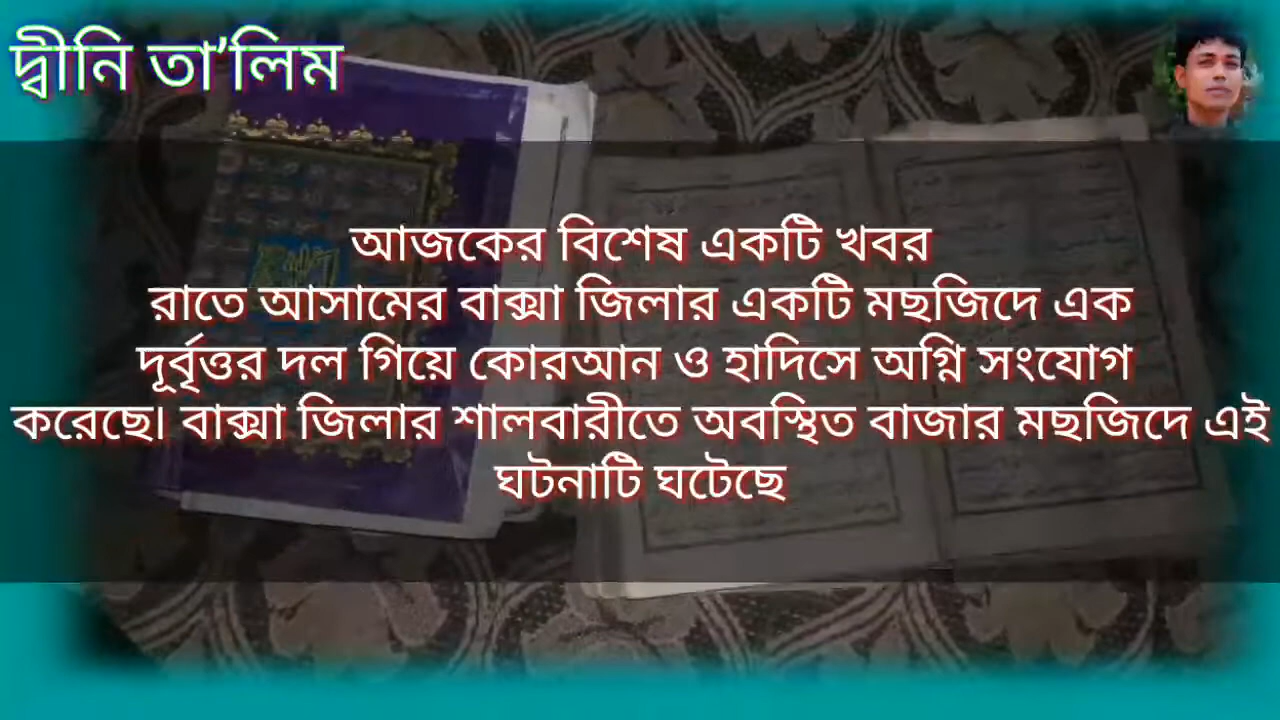 দ্বীনি তা’লিম
আজকের বিশেষ একটি খবর
রাতে আসামের বাক্সা জিলার একটি মছজিদে এক
দূর্বৃত্তর দল গিয়ে কোরআন ও হাদিসে অগ্নি সংযোগ
করেছে। বাক্সা জিলার শালবারীতে অবস্থিত বাজার মছজিদে এই
ঘটনাটি ঘটেছে